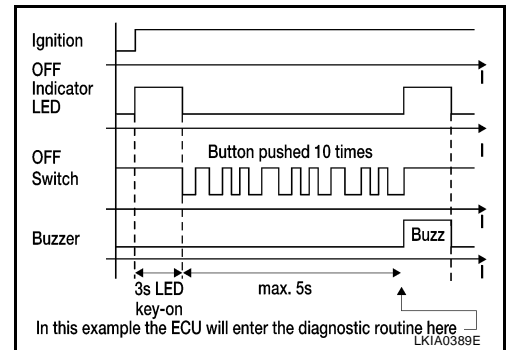 Ignition
OFF
Indicator
LED
OFF
Switch
Button pushed 10 times
Buzzer
Buzz
3s LED
key-on
max. 5s
In this example the ECU will enter the diagnostic routine here
LKIA0389E